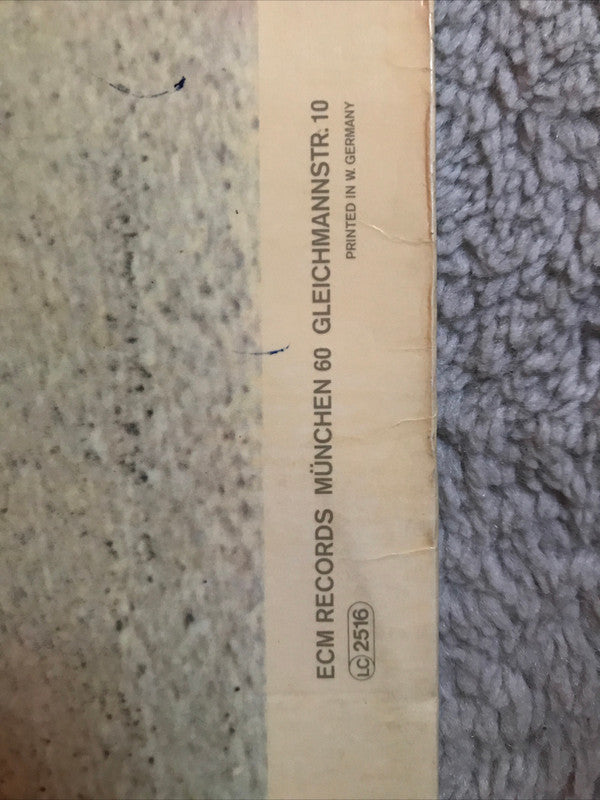 ECM RECORDS MÜNCHEN 60 GLEICHMANNSTR. 10
LC 2516 PRINTED IN W. GERMANY